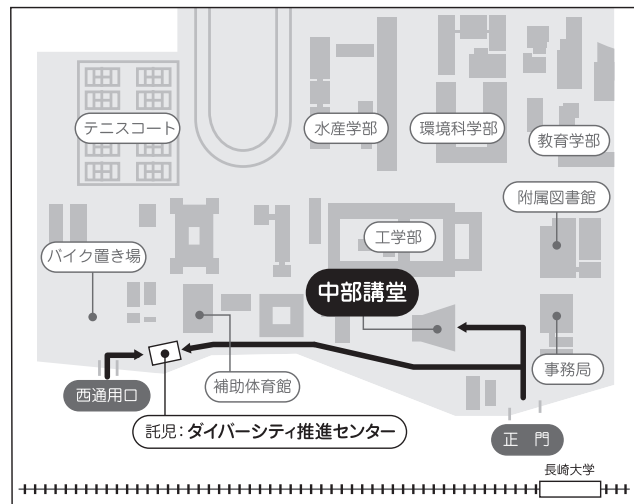 テニスコート
水産学部
環境科学部
教育学部
附属図書館
工学部
バイク置き場
中部講堂
事務局
補助体育館
西通用口
託児：ダイバーシティ推進センター
正　門
長崎大学